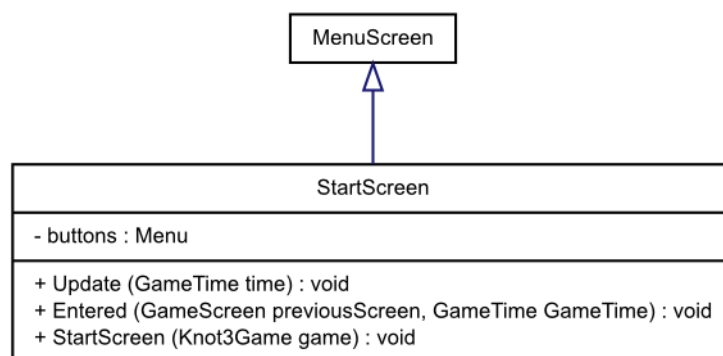 MenuScreen
StartScreen
- buttons : Menu
+ Update (GameTime time) : void
+ Entered (GameScreen previousScreen, GameTime GameTime) : void
+ StartScreen (Knot3Game game) : void